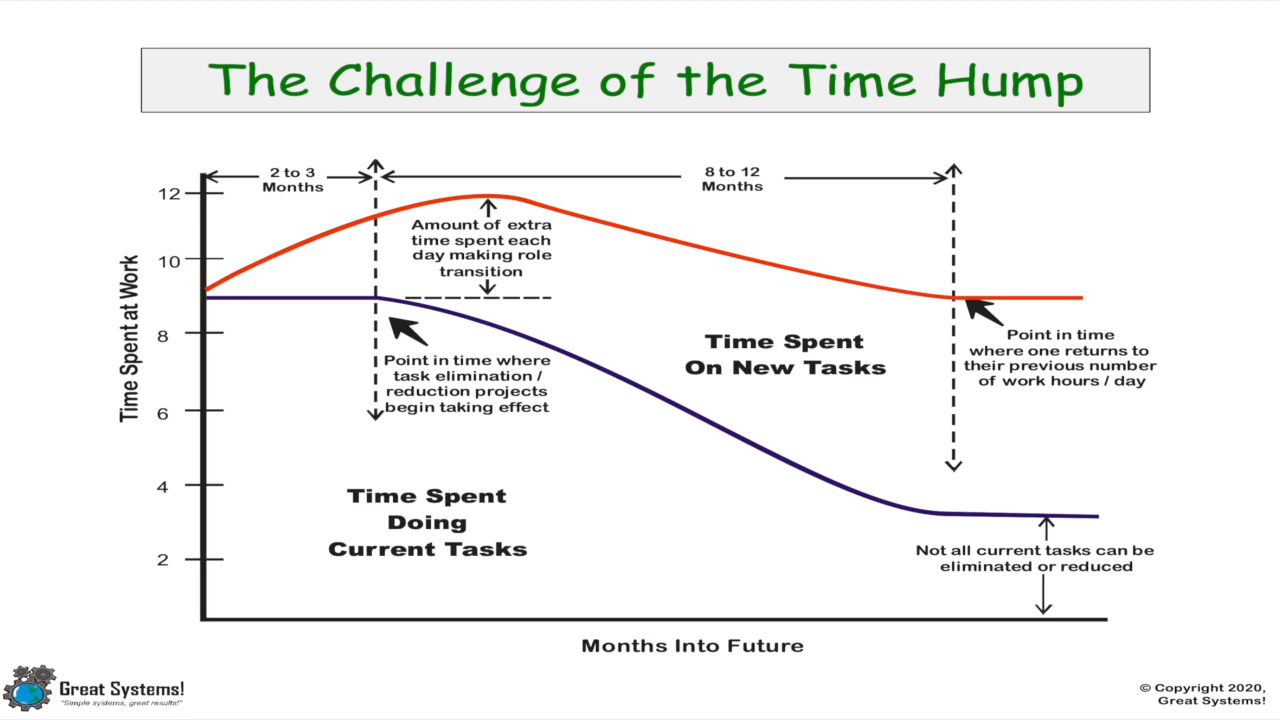 The Challenge of the Time Hump
2 to 3
Months
8 to 12
Months
12
10
8
6
4
2
Time Spent at Work
Amount of extra
time spent each
day making role
transition
Point in time where
task elimination /
reduction projects
begin taking effect
Time Spent
On New Tasks
Point in time
where one returns to
their previous number
of work hours / day
Time Spent
Doing
Current Tasks
Not all current tasks can be
eliminated or reduced
Months Into Future
Great Systems!
"Simple systems, great results!"
© Copyright 2020,
Great Systems!